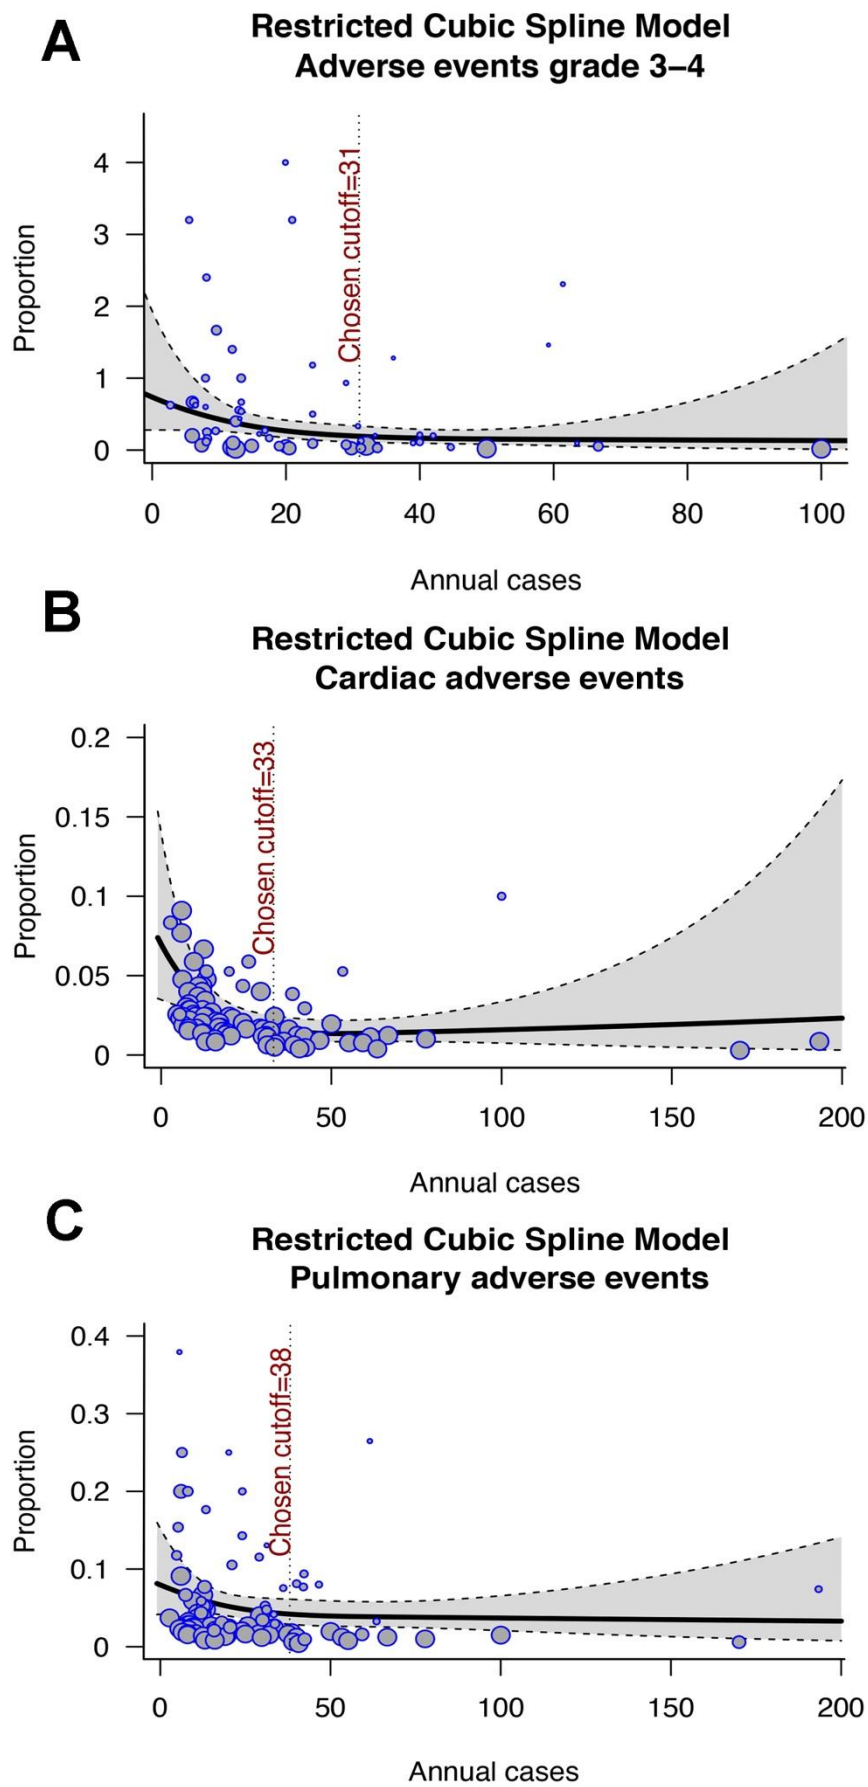 A
Restricted Cubic Spline Model
Adverse events grade 3–4
Proportion
4
3
2
1
0
Chosen cutoff=31
0 20 40 60 80 100
Annual cases
B
Restricted Cubic Spline Model
Cardiac adverse events
Proportion
0.2
0.15
0.1
0.05
0
Chosen cutoff=33
0 50 100 150 200
Annual cases
C
Restricted Cubic Spline Model
Pulmonary adverse events
Proportion
0.4
0.3
0.2
0.1
0
Chosen cutoff=38
0 50 100 150 200
Annual cases